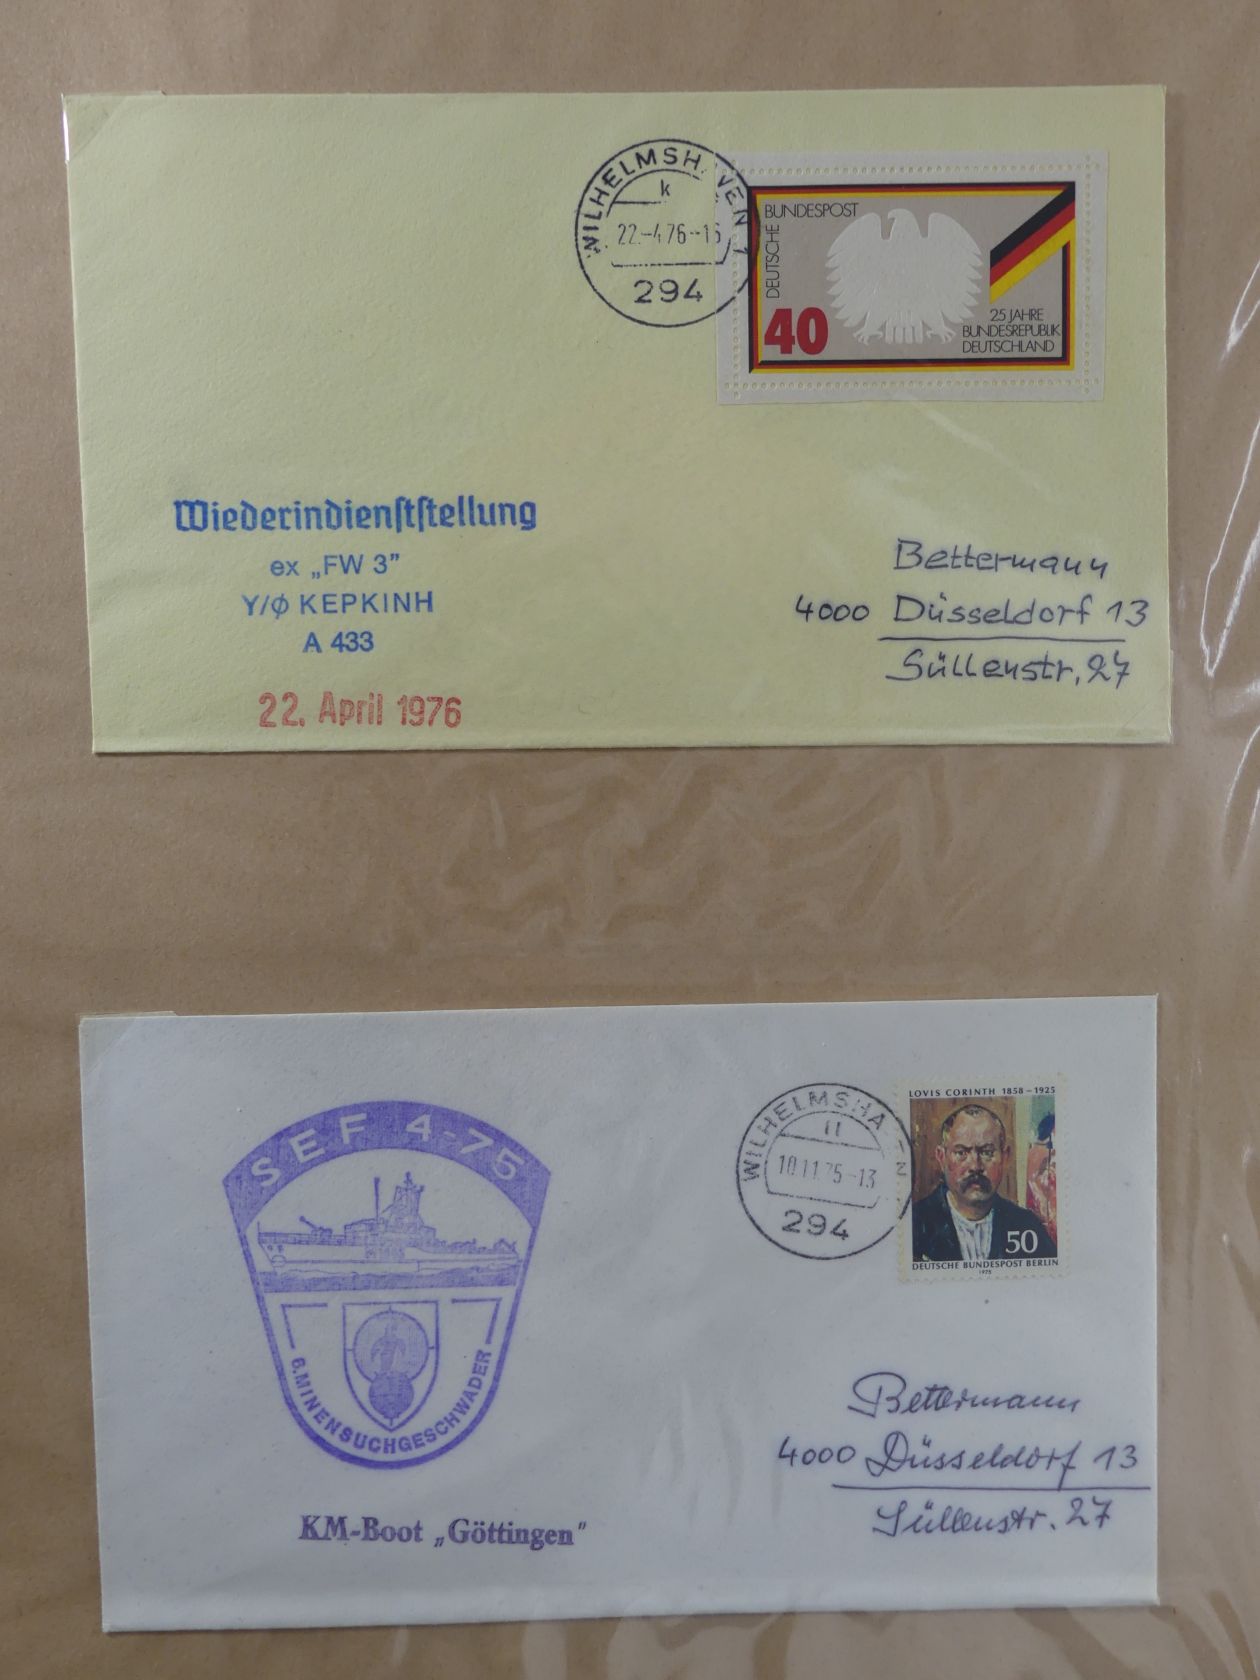 WILHELMSHAVEN 1
k
22.-4.76-16
294
DEUTSCHE BUNDESPOST
40
25 JAHRE
BUNDESREPUBLIK
DEUTSCHLAND
Wiederindienststellung
ex „FW 3”
Y/Φ KEPKINH
A 433
22. April 1976
Bettermann
4000 Düsseldorf 13
Süllenstr. 27
SEF 4-75
6. MINENSUCHGESCHWADER
KM-Boot „Göttingen”
WILHELMSHAVEN
10.11.75-13
294
LOVIS CORINTH 1858-1925
50
DEUTSCHE BUNDESPOST BERLIN
1975
Bettermann
4000 Düsseldorf 13
Süllenstr. 27